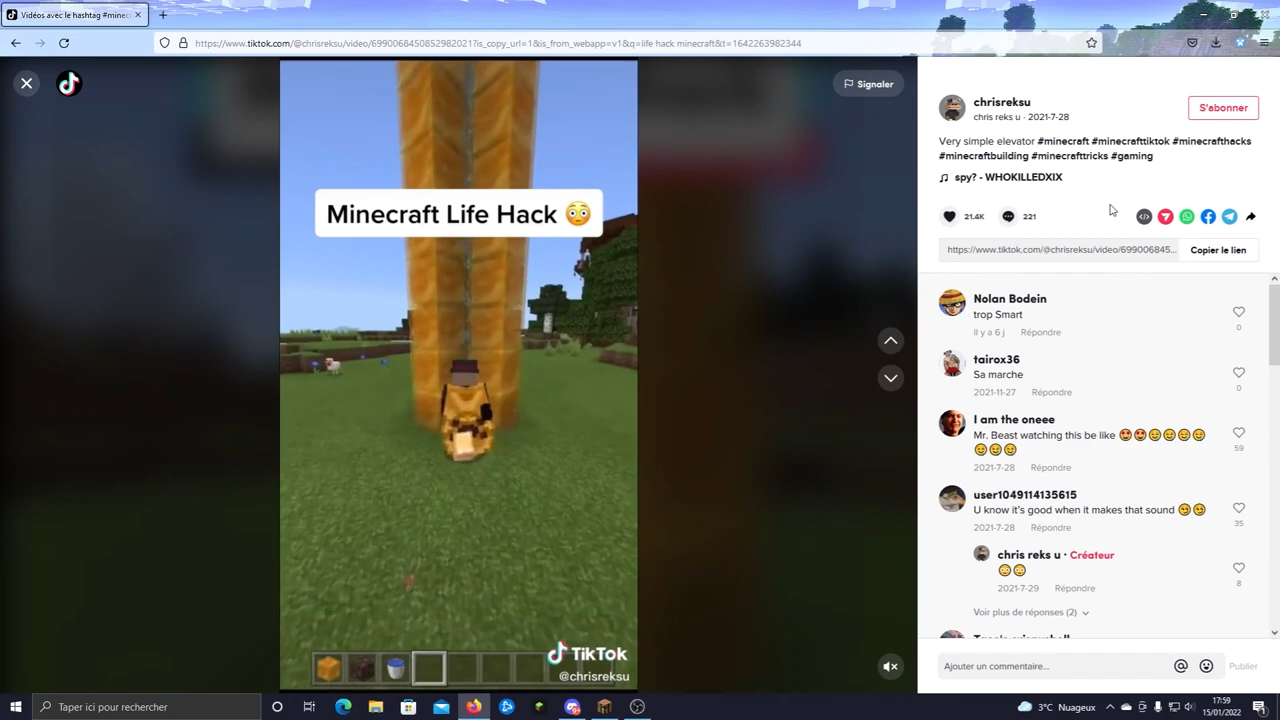 Vidéos avec le hashtag #minec
https://www.tiktok.com/@chrisreksu/video/6990068450852982021?is_copy_url=1&is_from_webapp=v1&q=life hack minecraft&t=1642263982344
Signaler
Minecraft Life Hack 😳
TikTok
@chrisreksu
chrisreksu
chris reks u · 2021-7-28
S'abonner
Very simple elevator #minecraft #minecrafttiktok #minecrafthacks
#minecraftbuilding #minecrafttricks #gaming
spy? - WHOKILLEDXIX
21.4K
221
https://www.tiktok.com/@chrisreksu/video/699006845...
Copier le lien
Nolan Bodein
trop Smart
Il y a 6 j Répondre
0
tairox36
Sa marche
2021-11-27 Répondre
0
I am the oneee
Mr. Beast watching this be like 😍😍😊😊😊😊
😊😊😊
2021-7-28 Répondre
59
user1049114135615
U know it's good when it makes that sound 😏😏
2021-7-28 Répondre
35
chris reks u · Créateur
😳😳
2021-7-29 Répondre
8
Voir plus de réponses (2)
Ajouter un commentaire...
Publier
Taper ici pour rechercher
3°C Nuageux
17:59
15/01/2022